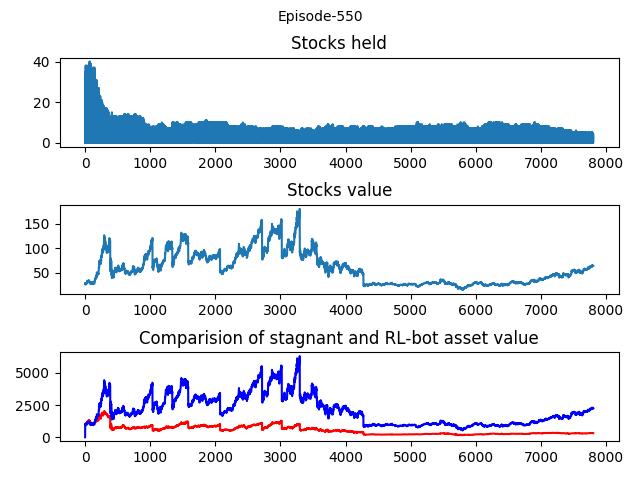 Episode-550
Stocks held
40
20
0
0 1000 2000 3000 4000 5000 6000 7000 8000
Stocks value
150
100
50
0 1000 2000 3000 4000 5000 6000 7000 8000
Comparision of stagnant and RL-bot asset value
5000
2500
0
0 1000 2000 3000 4000 5000 6000 7000 8000